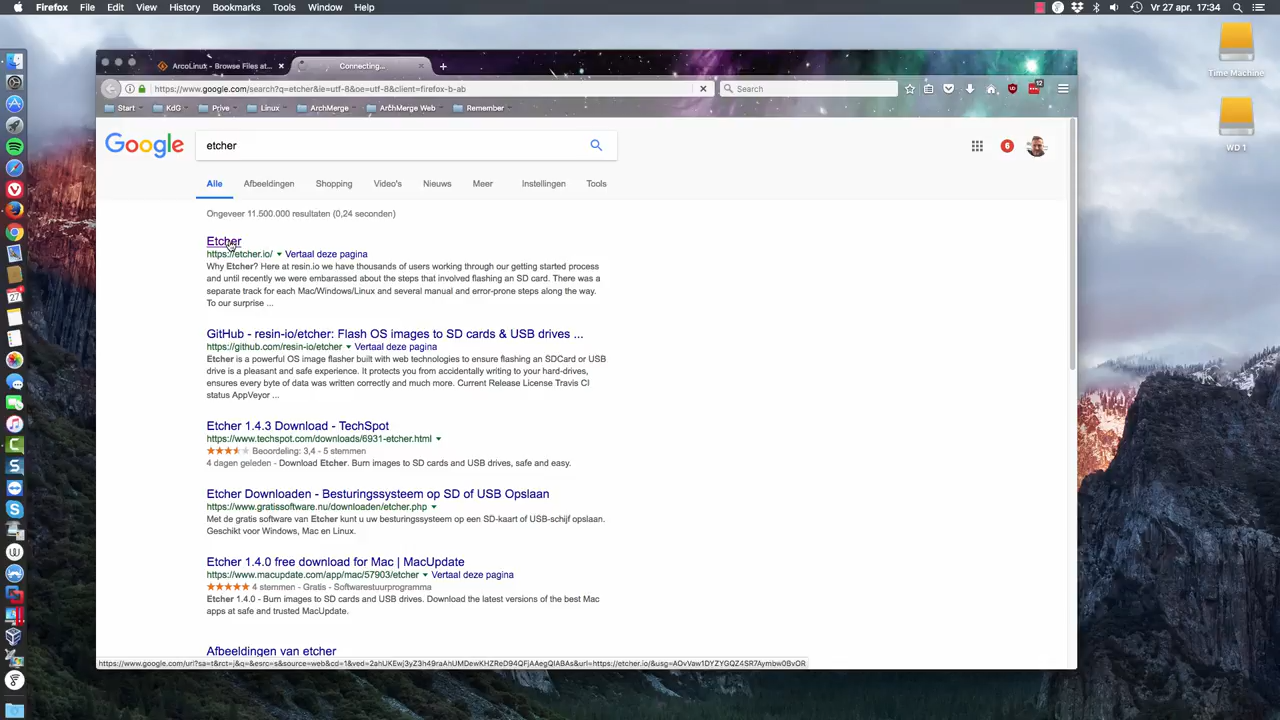 Firefox File Edit View History Bookmarks Tools Window Help
Vr 27 apr. 17:34
ArcoLinux - Browse Files at...
Connecting...
https://www.google.com/search?q=etcher&ie=utf-8&oe=utf-8&client=firefox-b-ab
Search
12
Start KdG Prive Linux ArchMerge ArchMerge Web Remember
Google
etcher
6
Alle Afbeeldingen Shopping Video's Nieuws Meer Instellingen Tools
Ongeveer 11.500.000 resultaten (0,24 seconden)
Etcher
https://etcher.io/ Vertaal deze pagina
Why Etcher? Here at resin.io we have thousands of users working through our getting started process
and until recently we were embarassed about the steps that involved flashing an SD card. There was a
separate track for each Mac/Windows/Linux and several manual and error-prone steps along the way.
To our surprise ...
GitHub - resin-io/etcher: Flash OS images to SD cards & USB drives ...
https://github.com/resin-io/etcher Vertaal deze pagina
Etcher is a powerful OS image flasher built with web technologies to ensure flashing an SDCard or USB
drive is a pleasant and safe experience. It protects you from accidentally writing to your hard-drives,
ensures every byte of data was written correctly and much more. Current Release License Travis CI
status AppVeyor ...
Etcher 1.4.3 Download - TechSpot
https://www.techspot.com/downloads/6931-etcher.html
Beoordeling: 3,4 - 5 stemmen
4 dagen geleden - Download Etcher. Burn images to SD cards and USB drives, safe and easy.
Etcher Downloaden - Besturingssysteem op SD of USB Opslaan
https://www.gratissoftware.nu/downloaden/etcher.php
Met de gratis software van Etcher kunt u uw besturingssysteem op een SD-kaart of USB-schijf opslaan.
Geschikt voor Windows, Mac en Linux.
Etcher 1.4.0 free download for Mac | MacUpdate
https://www.macupdate.com/app/mac/57903/etcher Vertaal deze pagina
4 stemmen - Gratis - Softwarestuurprogramma
Etcher 1.4.0 - Burn images to SD cards and USB drives. Download the latest versions of the best Mac
apps at safe and trusted MacUpdate.
Afbeeldingen van etcher
Time Machine
WD 1
27